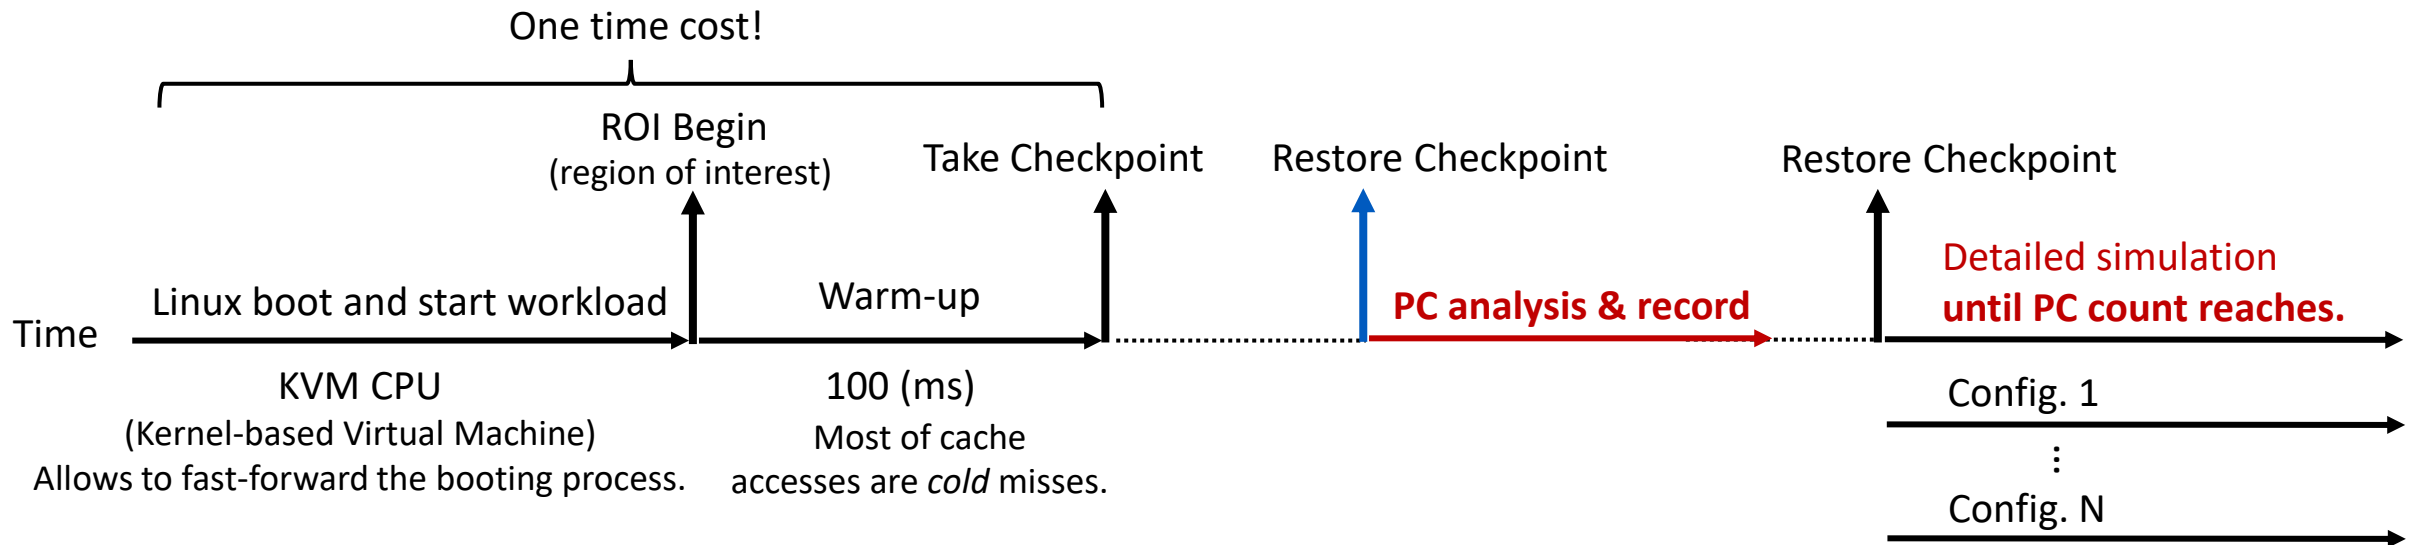 One time cost!
ROI Begin
(region of interest)
Take Checkpoint
Restore Checkpoint
Restore Checkpoint
Time
Linux boot and start workload
Warm-up
PC analysis & record
Detailed simulation
until PC count reaches.
KVM CPU
(Kernel-based Virtual Machine)
Allows to fast-forward the booting process.
100 (ms)
Most of cache
accesses are cold misses.
Config. 1
⋮
Config. N